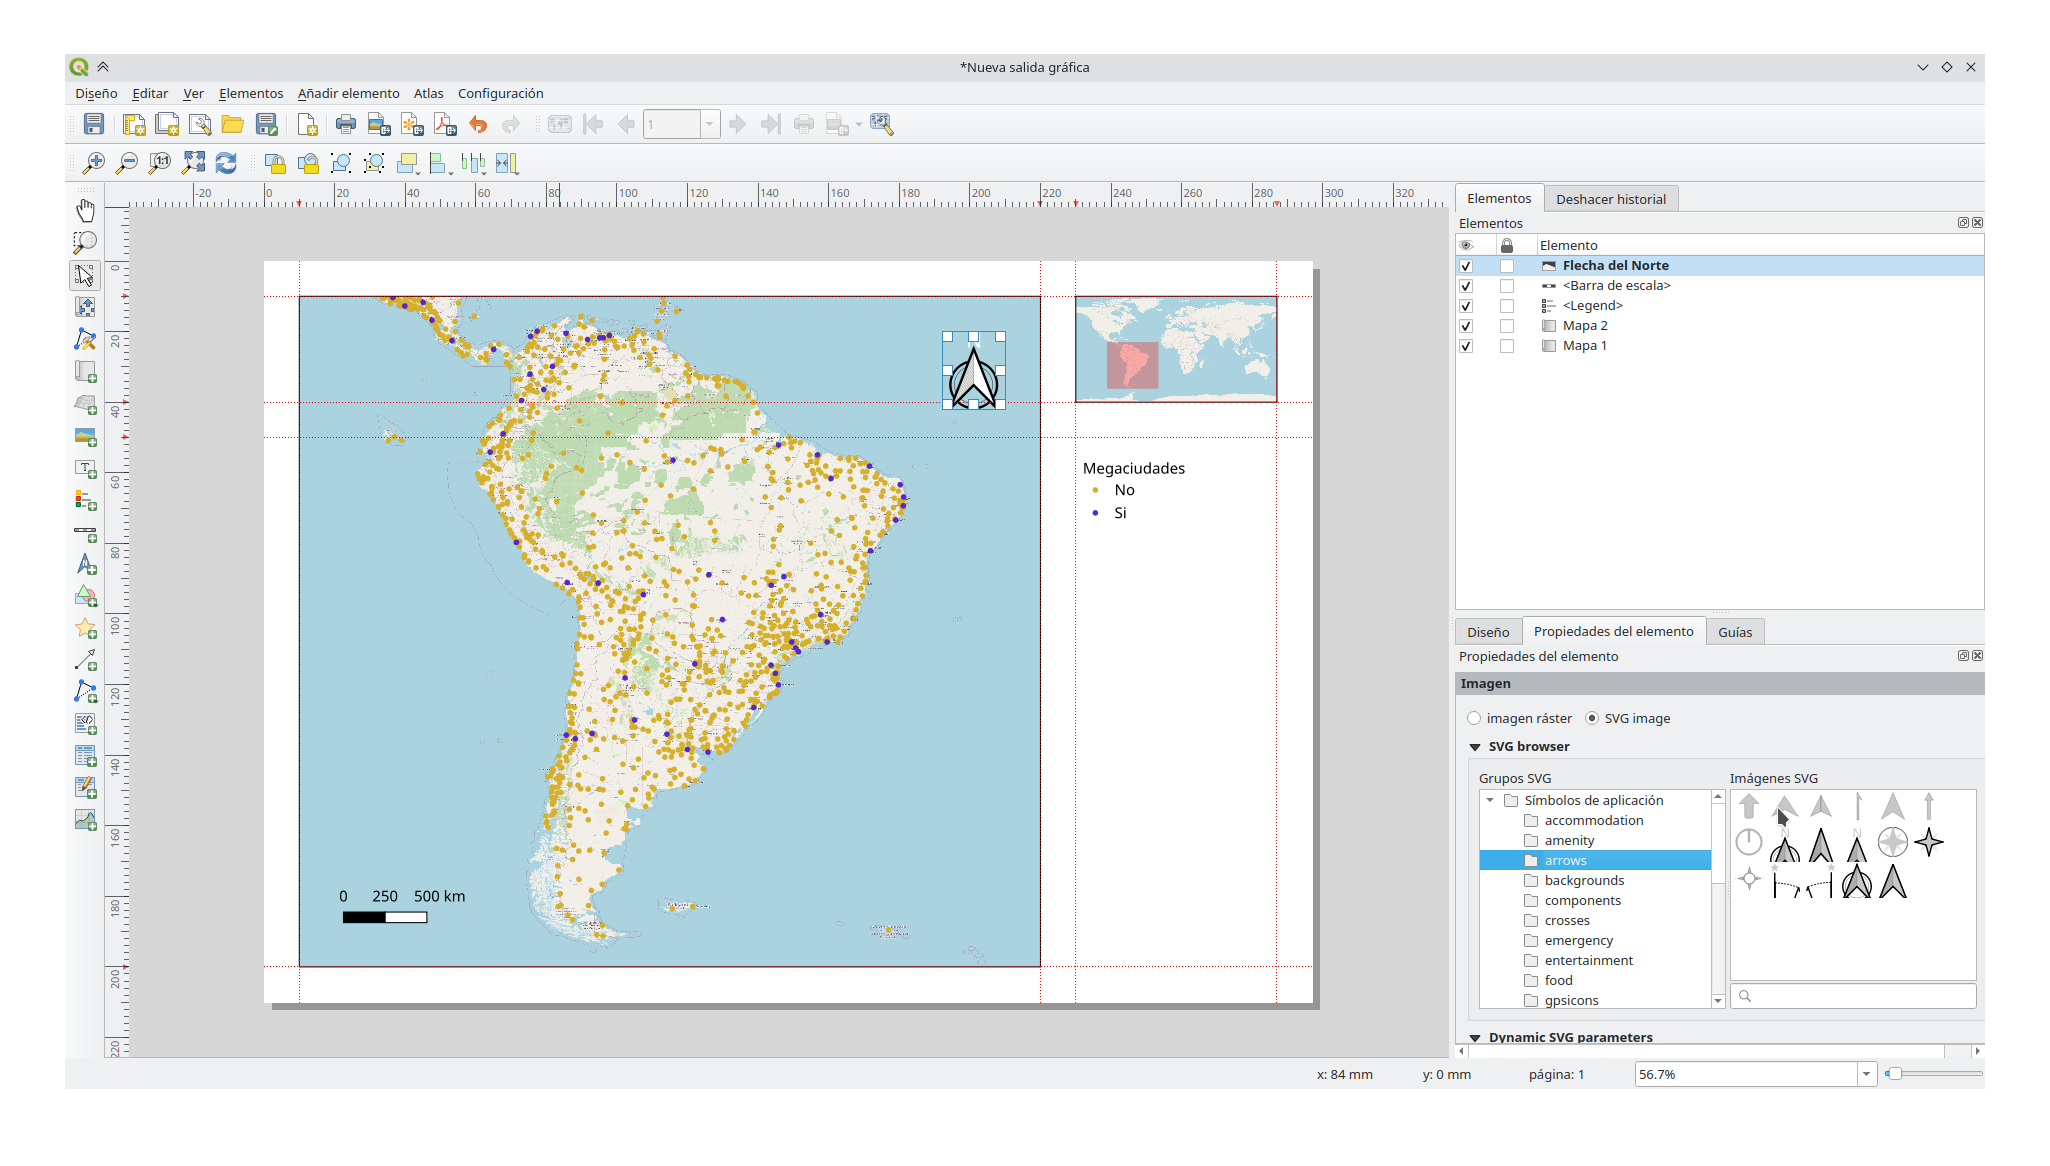 *Nueva salida gráfica
Diseño Editar Ver Elementos Añadir elemento Atlas Configuración
1
1:1
-20 0 20 40 60 80 100 120 140 160 180 200 220 240 260 280 300 320
0
20
40
60
80
100
120
140
160
180
200
220
Megaciudades
No
Si
0 250 500 km
Elementos Deshacer historial
Elementos
Elemento
Flecha del Norte
<Barra de escala>
<Legend>
Mapa 2
Mapa 1
Diseño Propiedades del elemento Guías
Propiedades del elemento
Imagen
imagen ráster SVG image
SVG browser
Grupos SVG Imágenes SVG
Símbolos de aplicación
accommodation
amenity
arrows
backgrounds
components
crosses
emergency
entertainment
food
gpsicons
Dynamic SVG parameters
x: 84 mm y: 0 mm página: 1 56.7%